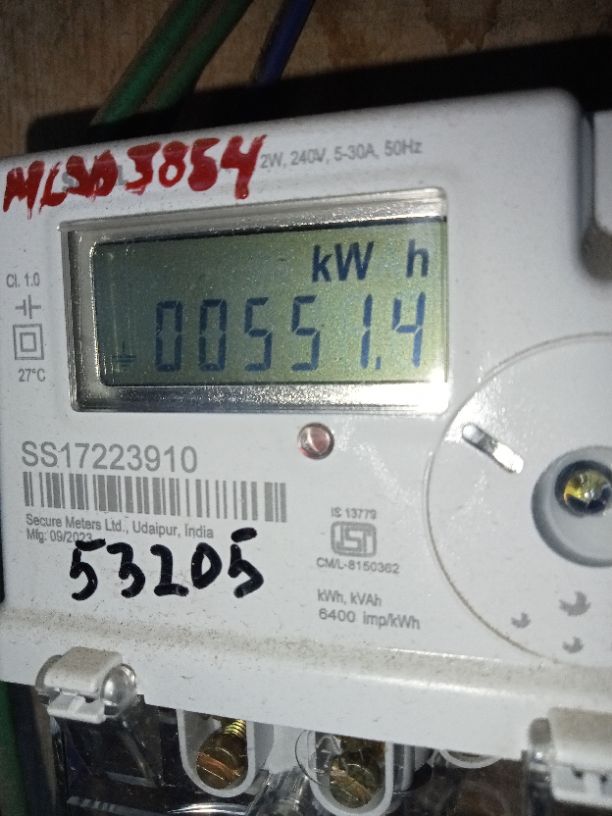 2W, 240V, 5-30A, 50Hz
kW h
Cl. 1.0
00551.4
27°C
SS17223910
Secure Meters Ltd., Udaipur, India
Mfg: 09/2023
53205
IS 13779
CM/L-8150362
kWh, kVAh
6400 imp/kWh